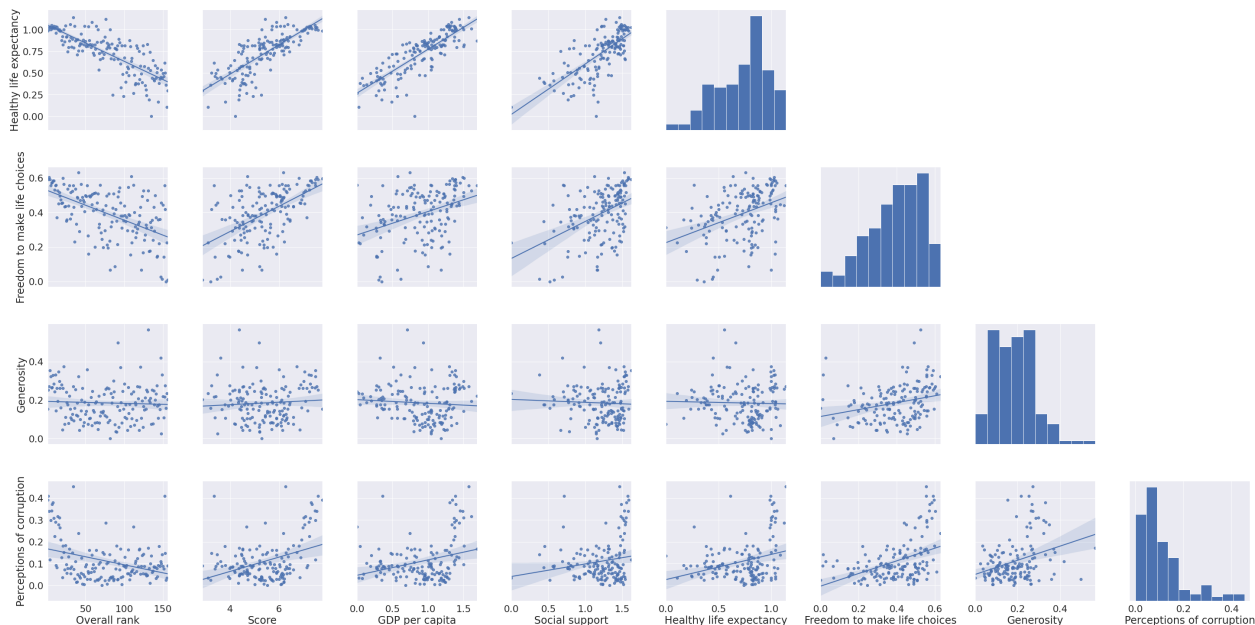 Healthy life expectancy
1.00
0.75
0.50
0.25
0.00
Freedom to make life choices
0.6
0.4
0.2
0.0
Generosity
0.4
0.2
0.0
Perceptions of corruption
0.4
0.3
0.2
0.1
0.0
50 100 150 4 6 0.0 0.5 1.0 1.5 0.0 0.5 1.0 1.5 0.0 0.5 1.0 0.0 0.2 0.4 0.6 0.0 0.2 0.4 0.0 0.2 0.4
Overall rank Score GDP per capita Social support Healthy life expectancy Freedom to make life choices Generosity Perceptions of corruption